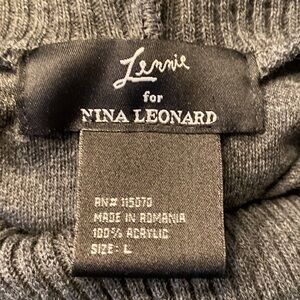 Lennie
for
NINA LEONARD
RN# 115070
MADE IN ROMANIA
100% ACRYLIC
SIZE: L